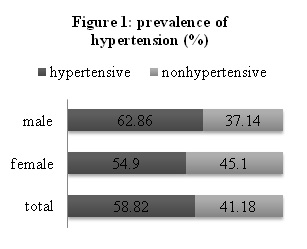 Figure 1: prevalence of
hypertension (%)
hypertensive nonhypertensive
male 62.86 37.14
female 54.9 45.1
total 58.82 41.18